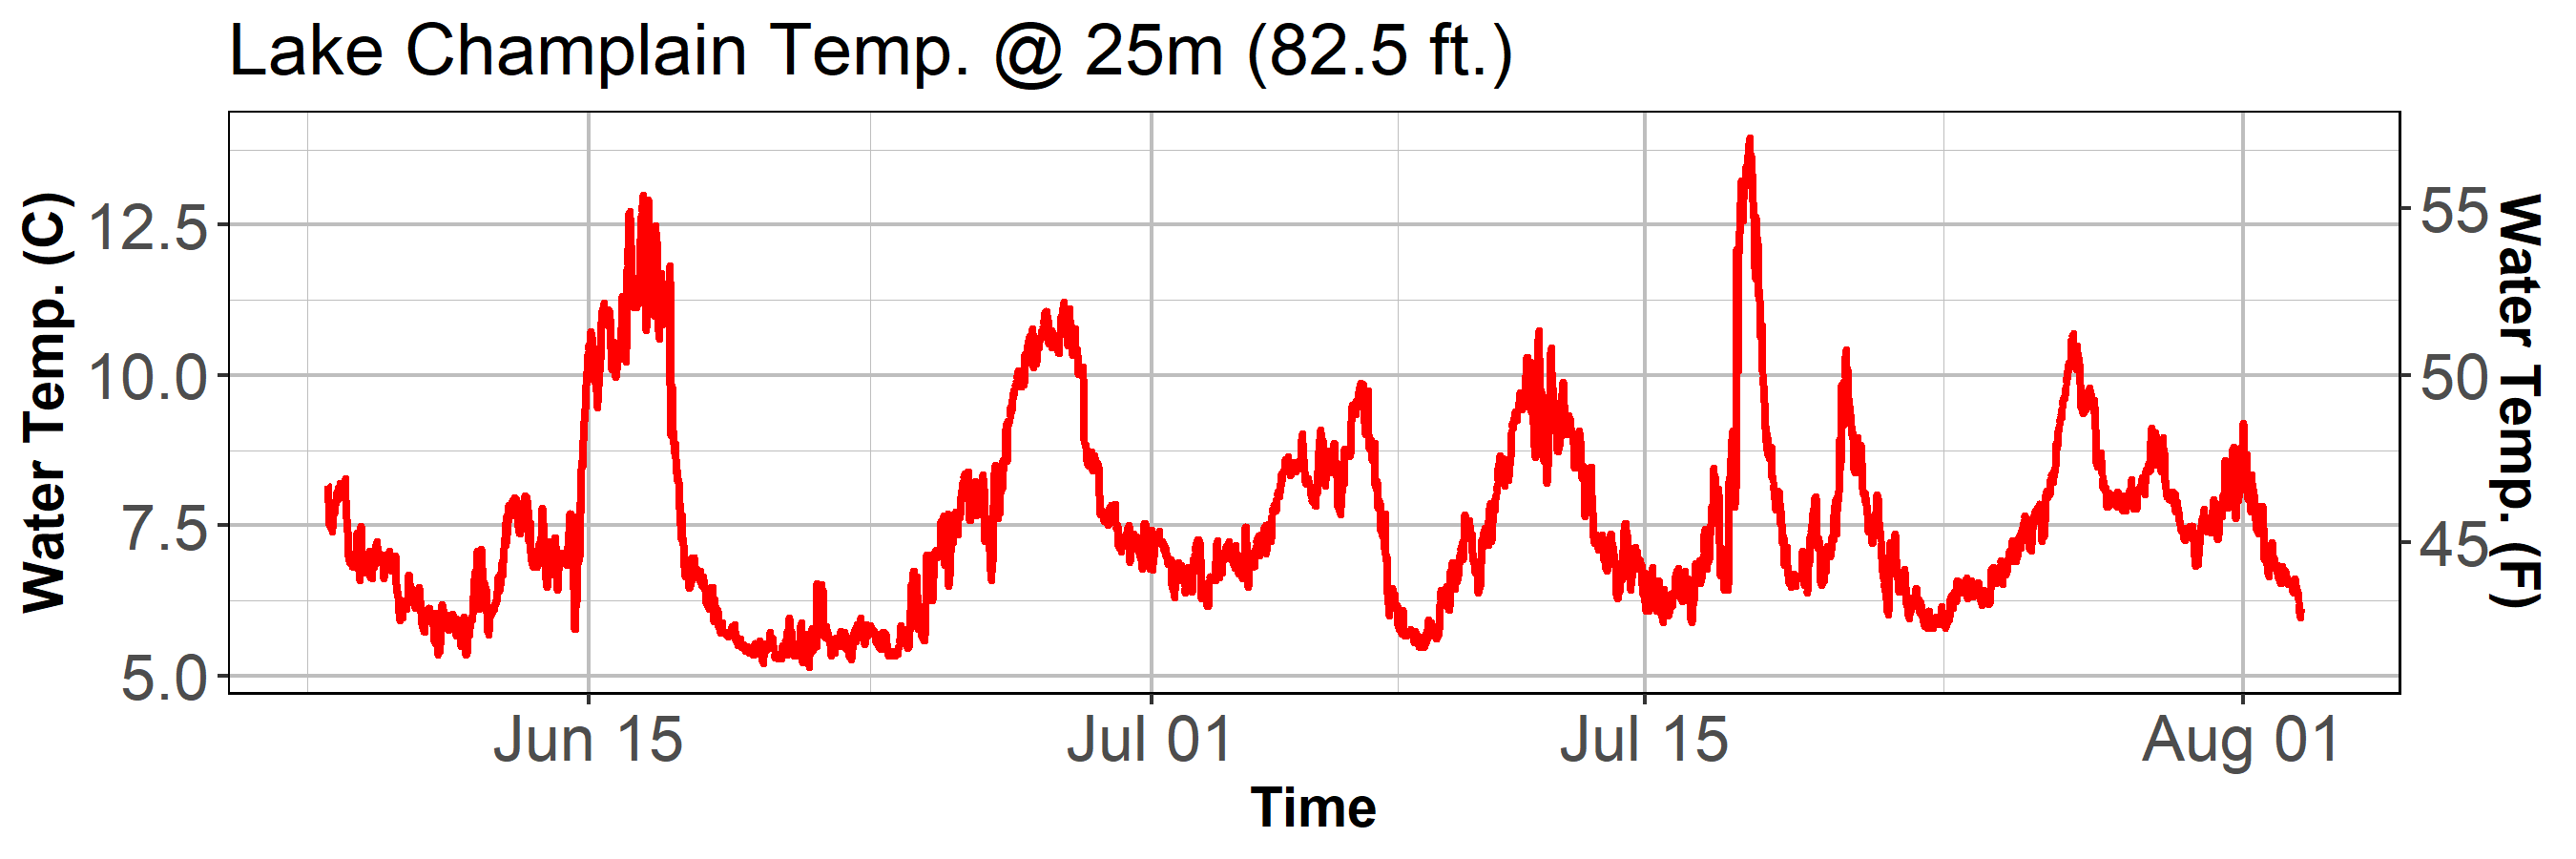 Lake Champlain Temp. @ 25m (82.5 ft.)
Water Temp. (C)
12.5
10.0
7.5
5.0
55
50
45
Water Temp. (F)
Jun 15
Jul 01
Jul 15
Aug 01
Time